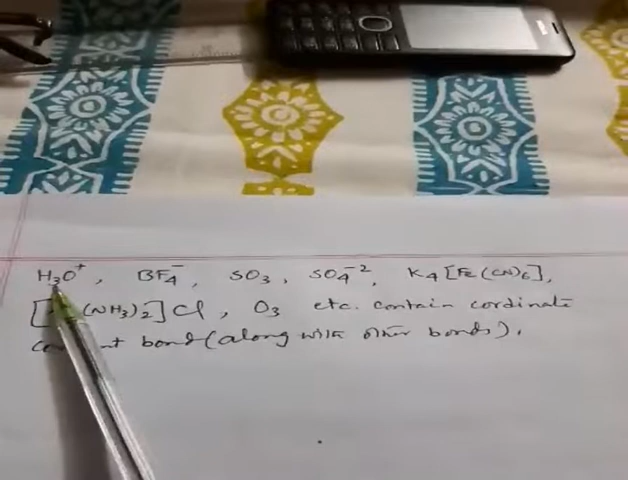 H₃O⁺, BF₄⁻, SO₃, SO₄⁻², K₄[Fe(CN)₆],
[ (NH₃)₂]Cl, O₃ etc. contain cordinate
bond (along with other bonds).